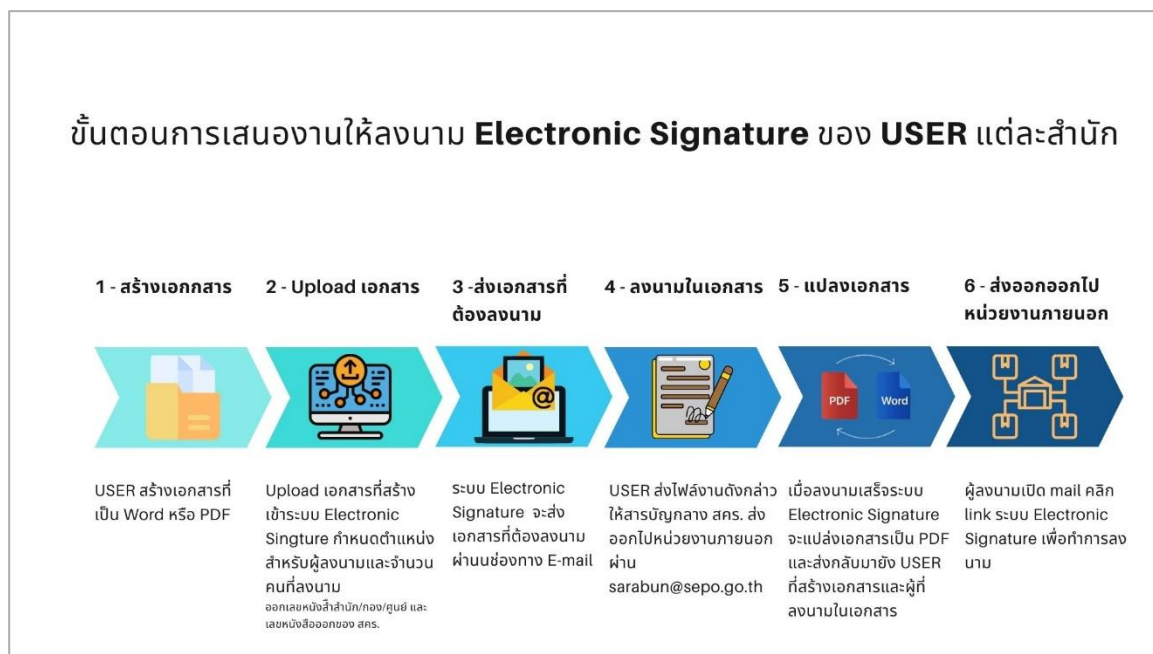 ขั้นตอนการเสนองานให้ลงนาม Electronic Signature ของ USER แต่ละสำนัก
1 - สร้างเอกกสาร
2 - Upload เอกสาร
3 -ส่งเอกสารที่
ต้องลงนาม
4 - ลงนามในเอกสาร
5 - แปลงเอกสาร
6 - ส่งออกออกไป
หน่วยงานภายนอก
@
PDF
Word
USER สร้างเอกสารที่
เป็น Word หรือ PDF
Upload เอกสารที่สร้าง
เข้าระบบ Electronic
Singture กำหนดตำแหน่ง
สำหรับผู้ลงนามและจำนวน
คนที่ลงนาม
ออกเลขหนังสือสำนัก/กอง/ศูนย์ และ
เลขหนังสือออกของ สคร.
ระบบ Electronic
Signature จะส่ง
เอกสารที่ต้องลงนาม
ผ่านนช่องทาง E-mail
USER ส่งไฟล์งานดังกล่าว
ให้สารบัญกลาง สคร. ส่ง
ออกไปหน่วยงานภายนอก
ผ่าน
sarabun@sepo.go.th
เมื่อลงนามเสร็จระบบ
Electronic Signature
จะแปล่งเอกสารเป็น PDF
และส่งกลับมายัง USER
ที่สร้างเอกสารและผู้ที่
ลงนามในเอกสาร
ผู้ลงนามเปิด mail คลิก
link ระบบ Electronic
Signature เพื่อทำการลง
นาม